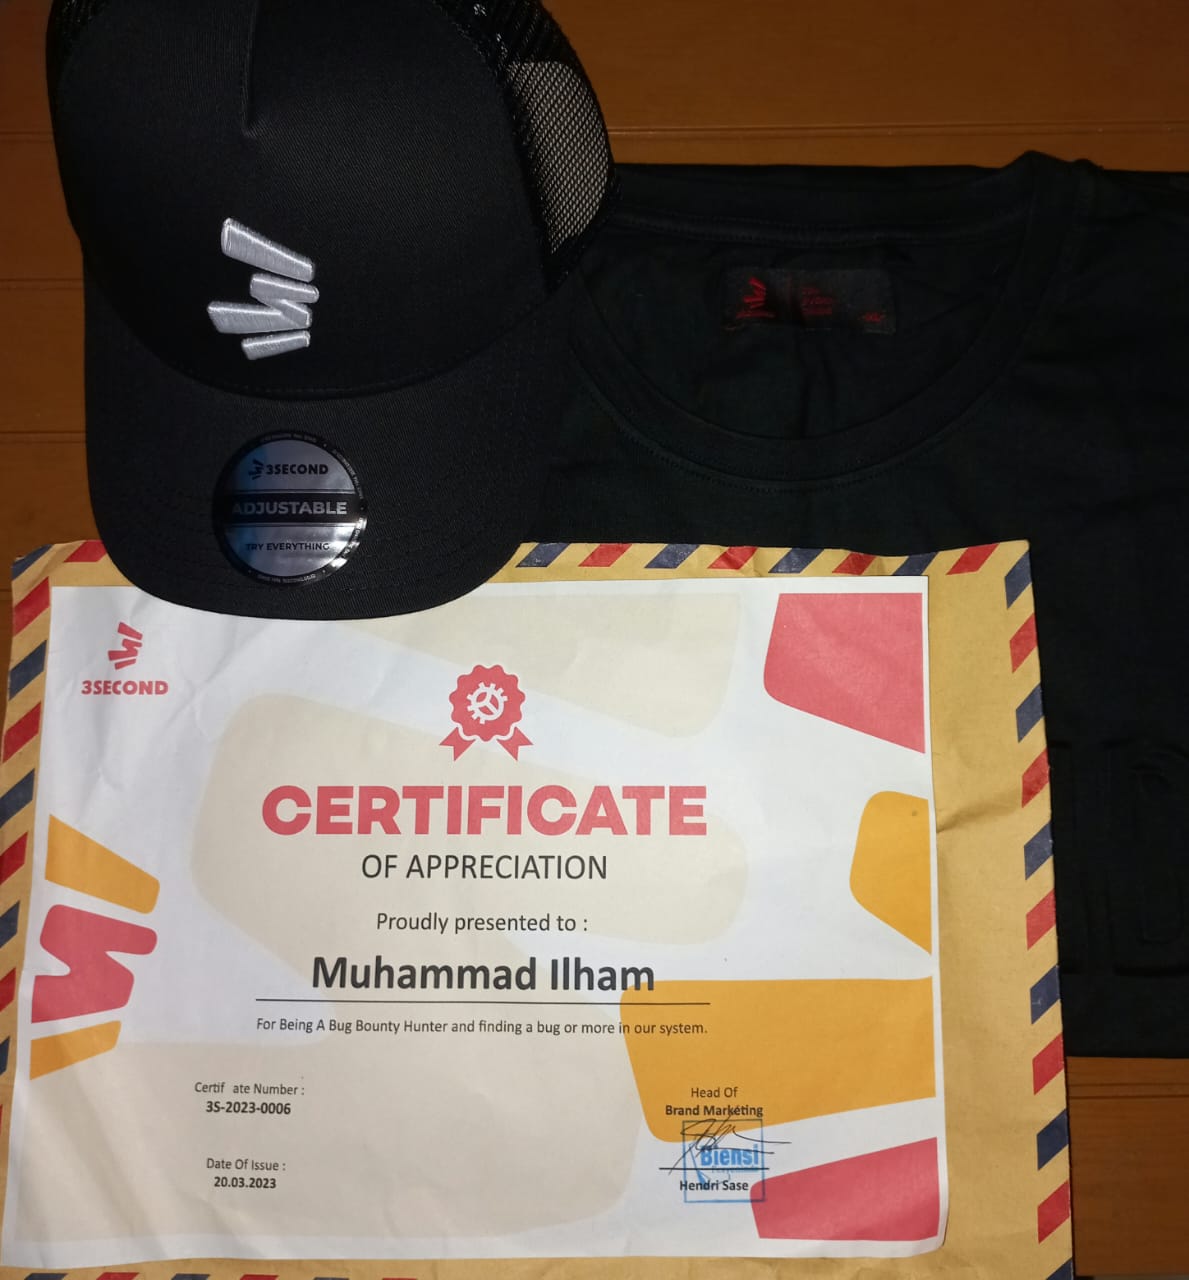 3SECOND
ADJUSTABLE
TRY EVERYTHING
3SECOND
CERTIFICATE
OF APPRECIATION
Proudly presented to :
Muhammad Ilham
For Being A Bug Bounty Hunter and finding a bug or more in our system.
Certif ate Number :
3S-2023-0006
Date Of Issue :
20.03.2023
Head Of
Brand Marketing
Biensi
Hendri Sase